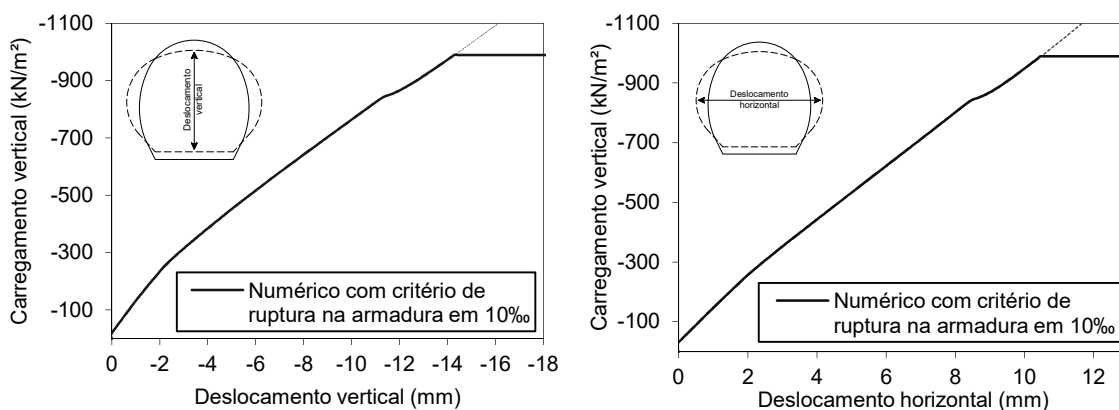 Carregamento vertical (kN/m²)
-1100
-900
-700
-500
-300
-100
Deslocamento
vertical
Numérico com critério de
ruptura na armadura em 10‰
0 -2 -4 -6 -8 -10 -12 -14 -16 -18
Deslocamento vertical (mm)
Carregamento vertical (kN/m²)
-1100
-900
-700
-500
-300
-100
Deslocamento
horizontal
Numérico com critério de
ruptura na armadura em 10‰
0 2 4 6 8 10 12
Deslocamento horizontal (mm)